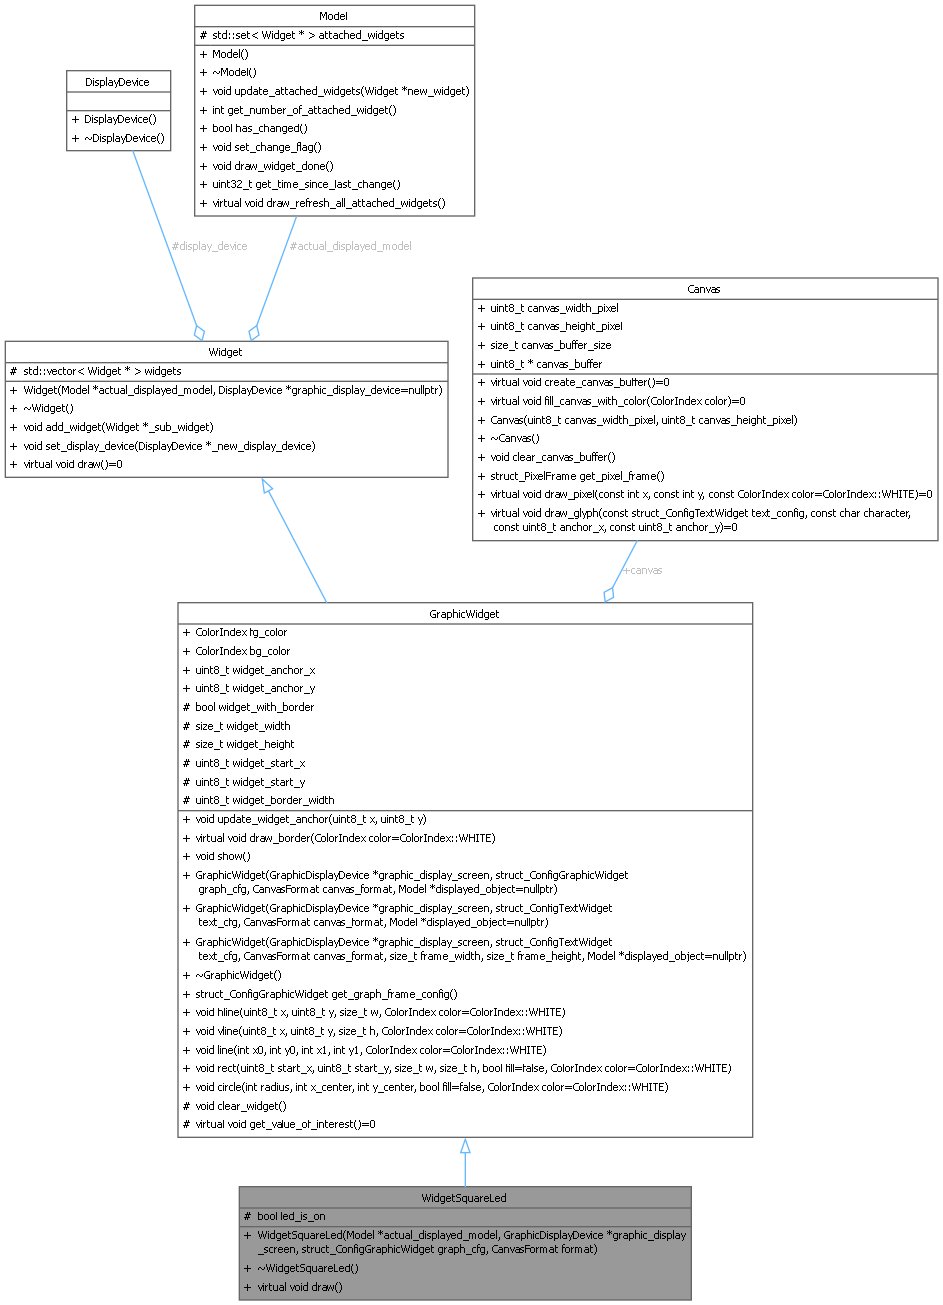 Model
# std::set< Widget * > attached_widgets
+ Model()
+ ~Model()
+ void update_attached_widgets(Widget *new_widget)
+ int get_number_of_attached_widget()
+ bool has_changed()
+ void set_change_flag()
+ void draw_widget_done()
+ uint32_t get_time_since_last_change()
+ virtual void draw_refresh_all_attached_widgets()
DisplayDevice
+ DisplayDevice()
+ ~DisplayDevice()
#display_device
#actual_displayed_model
Canvas
+ uint8_t canvas_width_pixel
+ uint8_t canvas_height_pixel
+ size_t canvas_buffer_size
+ uint8_t * canvas_buffer
+ virtual void create_canvas_buffer()=0
+ virtual void fill_canvas_with_color(ColorIndex color)=0
+ Canvas(uint8_t canvas_width_pixel, uint8_t canvas_height_pixel)
+ ~Canvas()
+ void clear_canvas_buffer()
+ struct_PixelFrame get_pixel_frame()
+ virtual void draw_pixel(const int x, const int y, const ColorIndex color=ColorIndex::WHITE)=0
+ virtual void draw_glyph(const struct_ConfigTextWidget text_config, const char character,
const uint8_t anchor_x, const uint8_t anchor_y)=0
Widget
# std::vector< Widget * > widgets
+ Widget(Model *actual_displayed_model, DisplayDevice *graphic_display_device=nullptr)
+ ~Widget()
+ void add_widget(Widget *_sub_widget)
+ void set_display_device(DisplayDevice *_new_display_device)
+ virtual void draw()=0
+canvas
GraphicWidget
+ ColorIndex fg_color
+ ColorIndex bg_color
+ uint8_t widget_anchor_x
+ uint8_t widget_anchor_y
# bool widget_with_border
# size_t widget_width
# size_t widget_height
# uint8_t widget_start_x
# uint8_t widget_start_y
# uint8_t widget_border_width
+ void update_widget_anchor(uint8_t x, uint8_t y)
+ virtual void draw_border(ColorIndex color=ColorIndex::WHITE)
+ void show()
+ GraphicWidget(GraphicDisplayDevice *graphic_display_screen, struct_ConfigGraphicWidget
graph_cfg, CanvasFormat canvas_format, Model *displayed_object=nullptr)
+ GraphicWidget(GraphicDisplayDevice *graphic_display_screen, struct_ConfigTextWidget
text_cfg, CanvasFormat canvas_format, Model *displayed_object=nullptr)
+ GraphicWidget(GraphicDisplayDevice *graphic_display_screen, struct_ConfigTextWidget
text_cfg, CanvasFormat canvas_format, size_t frame_width, size_t frame_height, Model *displayed_object=nullptr)
+ ~GraphicWidget()
+ struct_ConfigGraphicWidget get_graph_frame_config()
+ void hline(uint8_t x, uint8_t y, size_t w, ColorIndex color=ColorIndex::WHITE)
+ void vline(uint8_t x, uint8_t y, size_t h, ColorIndex color=ColorIndex::WHITE)
+ void line(int x0, int y0, int x1, int y1, ColorIndex color=ColorIndex::WHITE)
+ void rect(uint8_t start_x, uint8_t start_y, size_t w, size_t h, bool fill=false, ColorIndex color=ColorIndex::WHITE)
+ void circle(int radius, int x_center, int y_center, bool fill=false, ColorIndex color=ColorIndex::WHITE)
# void clear_widget()
# virtual void get_value_of_interest()=0
WidgetSquareLed
# bool led_is_on
+ WidgetSquareLed(Model *actual_displayed_model, GraphicDisplayDevice *graphic_display
_screen, struct_ConfigGraphicWidget graph_cfg, CanvasFormat format)
+ ~WidgetSquareLed()
+ virtual void draw()